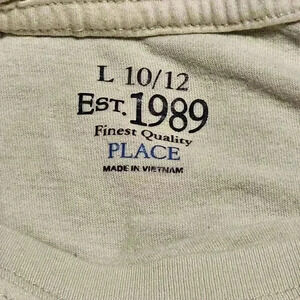 L 10/12
EST. 1989
Finest Quality
PLACE
MADE IN VIETNAM